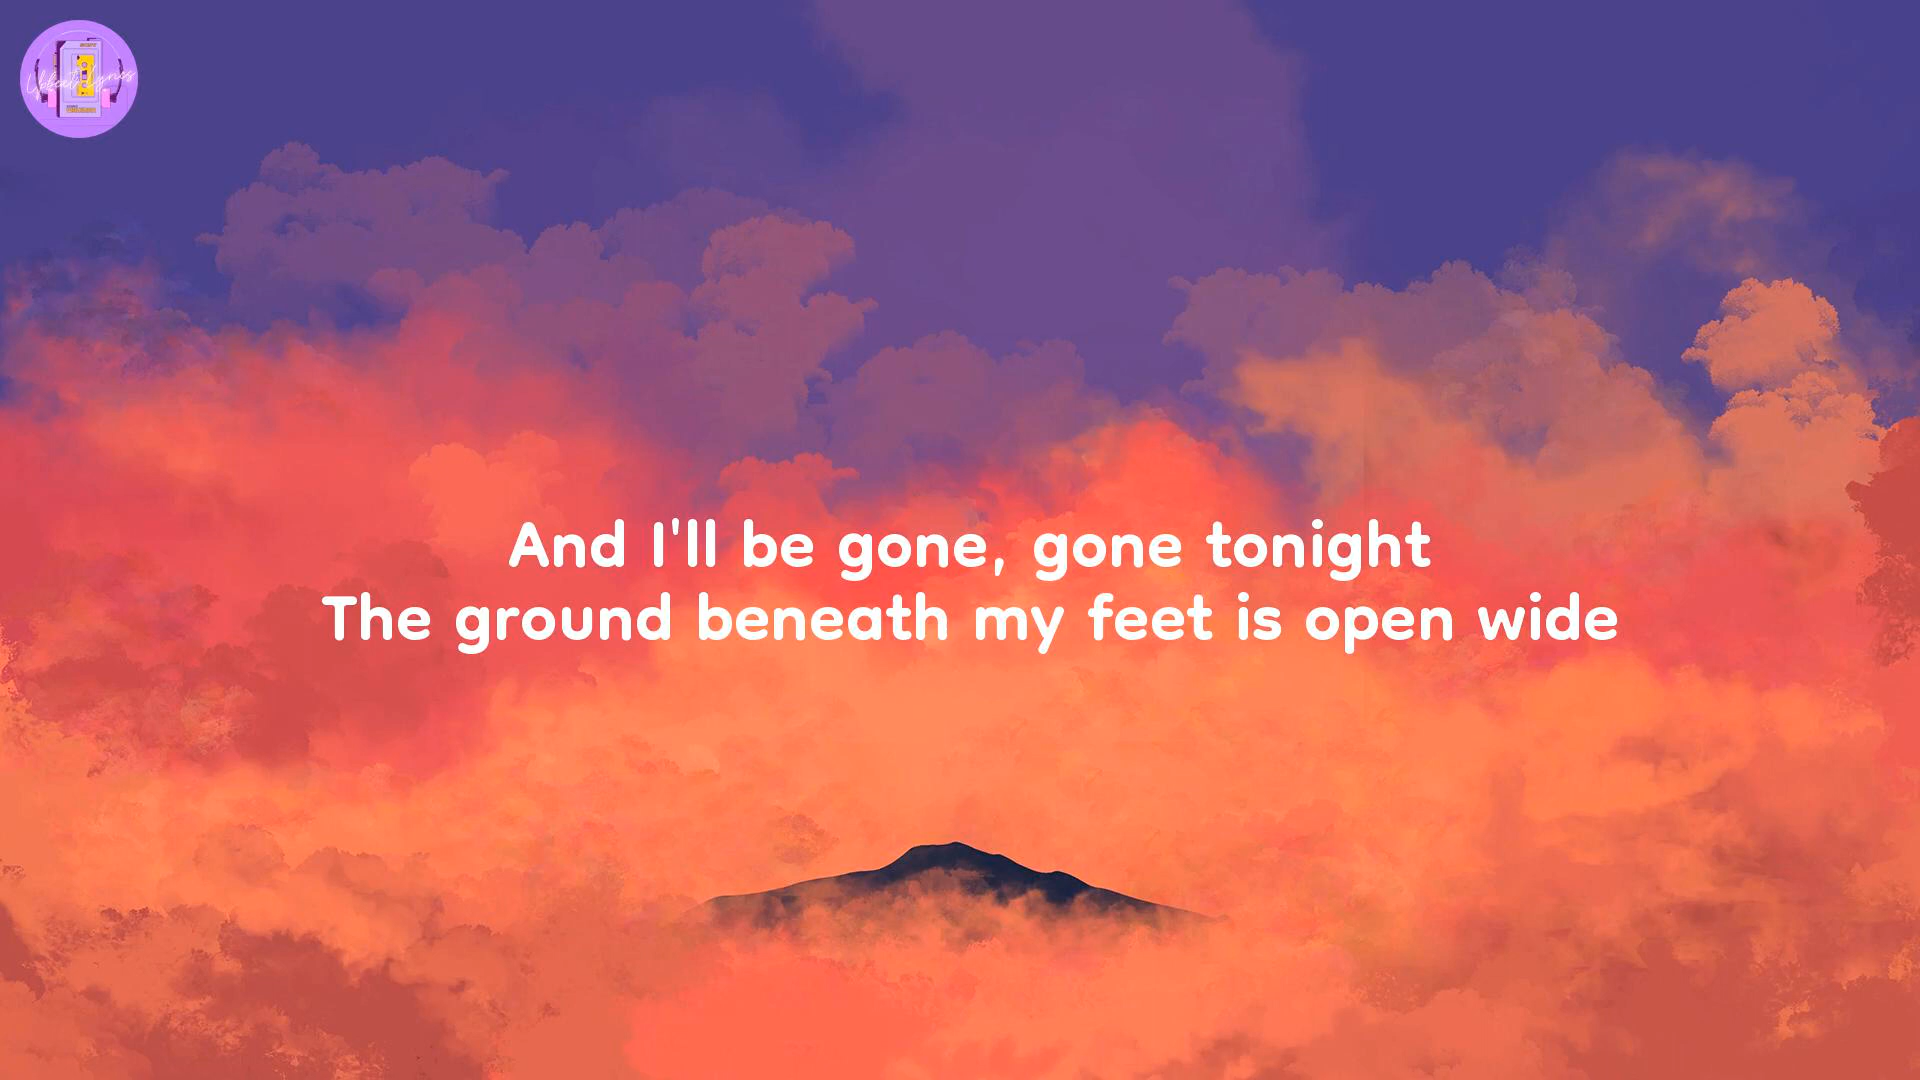 And I'll be gone, gone tonight
The ground beneath my feet is open wide